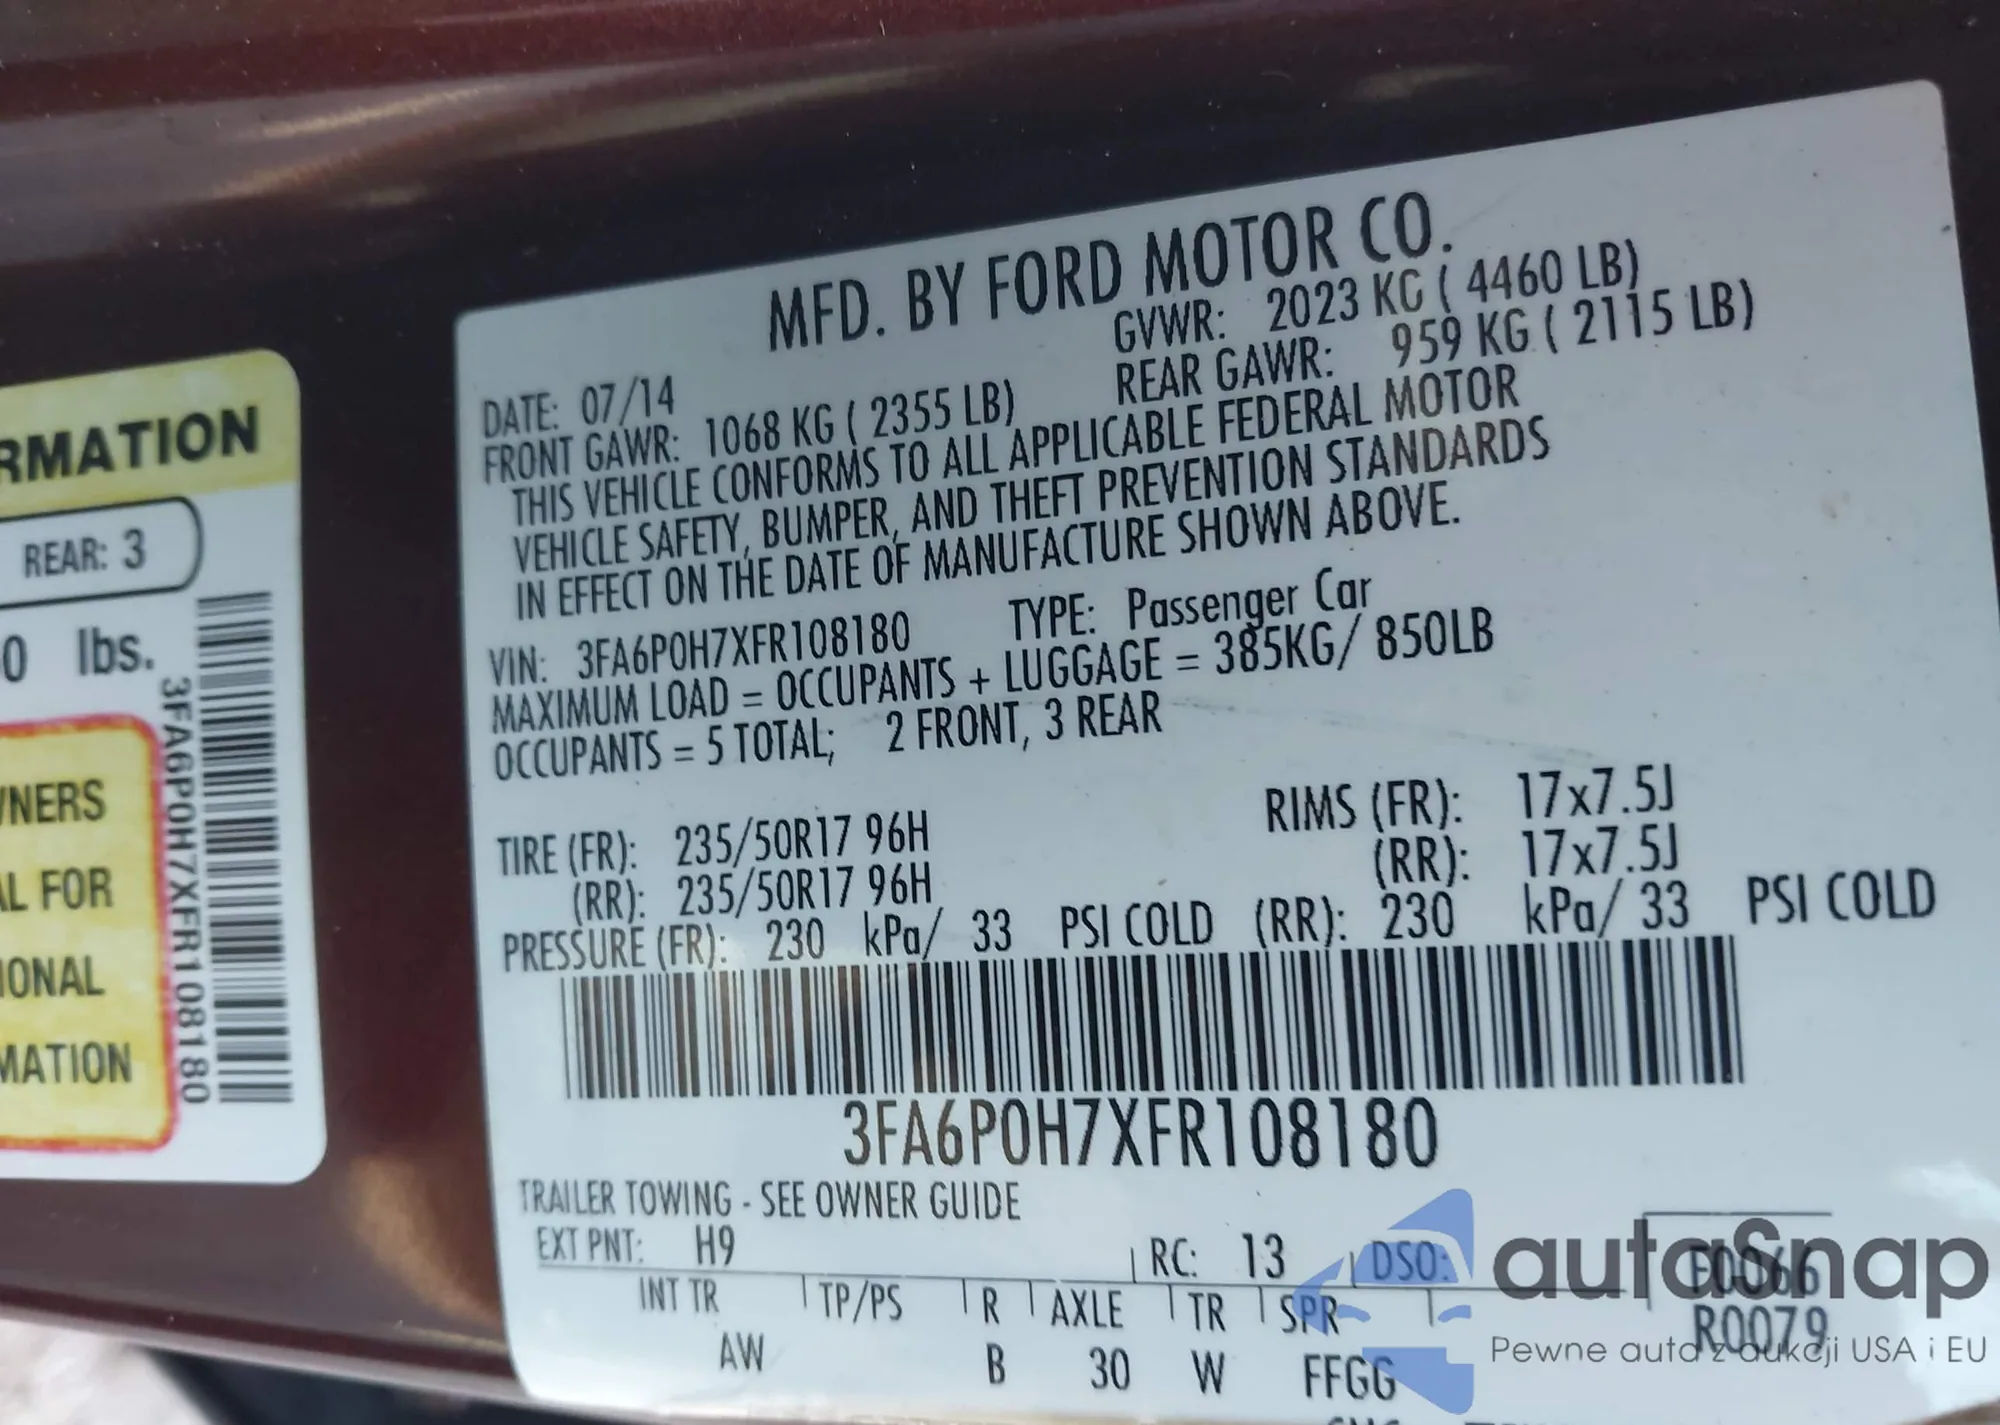 RMATION
REAR: 3
0 lbs.
3FA6P0H7XFR108180
WNERS
AL FOR
IONAL
MATION
MFD. BY FORD MOTOR CO.
DATE: 07/14 GVWR: 2023 KG ( 4460 LB)
FRONT GAWR: 1068 KG ( 2355 LB) REAR GAWR: 959 KG ( 2115 LB)
THIS VEHICLE CONFORMS TO ALL APPLICABLE FEDERAL MOTOR
VEHICLE SAFETY, BUMPER, AND THEFT PREVENTION STANDARDS
IN EFFECT ON THE DATE OF MANUFACTURE SHOWN ABOVE.
VIN: 3FA6P0H7XFR108180 TYPE: Passenger Car
MAXIMUM LOAD = OCCUPANTS + LUGGAGE = 385KG/ 850LB
OCCUPANTS = 5 TOTAL; 2 FRONT, 3 REAR
TIRE (FR): 235/50R17 96H RIMS (FR): 17x7.5J
(RR): 235/50R17 96H (RR): 17x7.5J
PRESSURE (FR): 230 kPa/ 33 PSI COLD (RR): 230 kPa/ 33 PSI COLD
3FA6P0H7XFR108180
TRAILER TOWING - SEE OWNER GUIDE
EXT PNT: H9 RC: 13 DSO: F0066
INT TR TP/PS R AXLE TR SPR R0079
AW B 30 W FFGG
autaSnap
Pewne auta z aukcji USA i EU